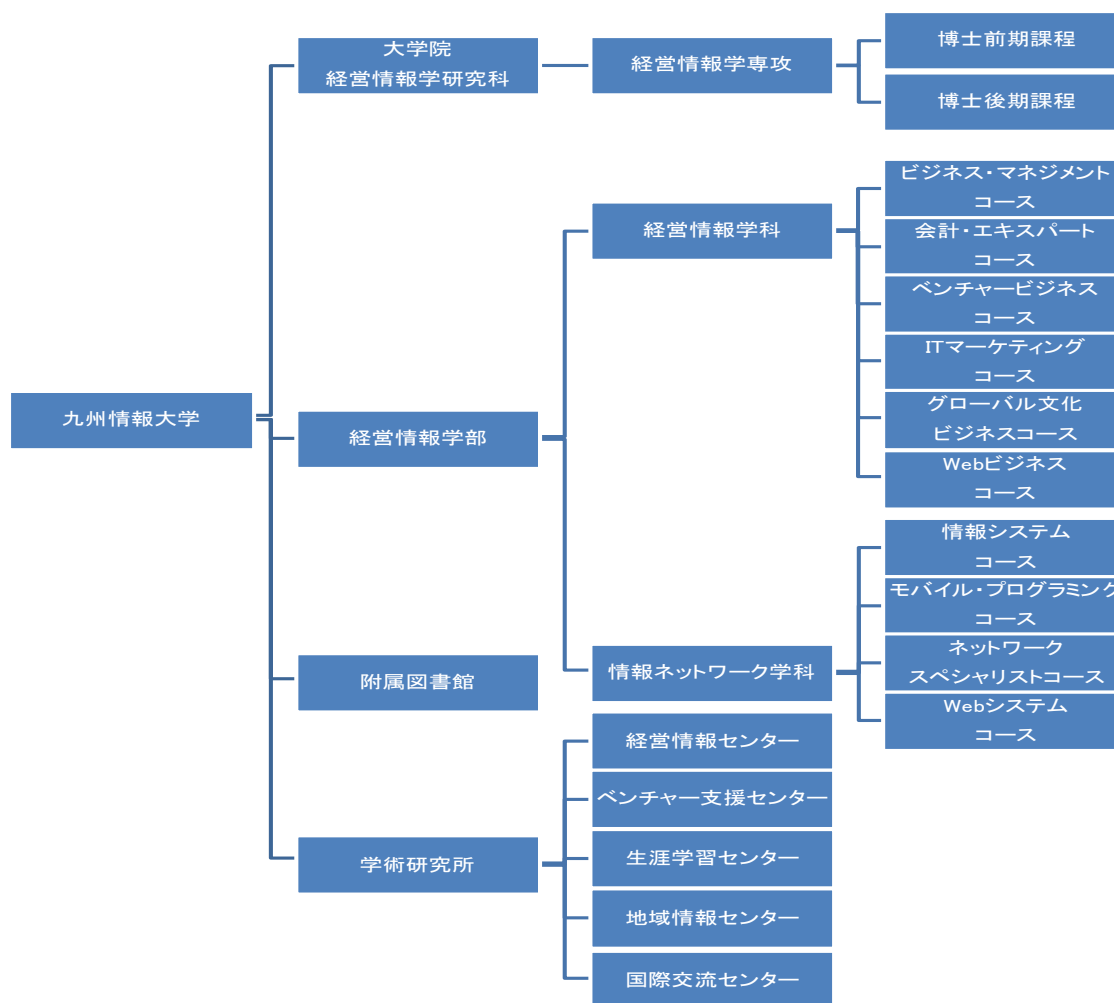 九州情報大学
大学院
経営情報学研究科
経営情報学専攻
博士前期課程
博士後期課程
経営情報学部
経営情報学科
ビジネス・マネジメント
コース
会計・エキスパート
コース
ベンチャービジネス
コース
ITマーケティング
コース
グローバル文化
ビジネスコース
Webビジネス
コース
情報ネットワーク学科
情報システム
コース
モバイル・プログラミング
コース
ネットワーク
スペシャリストコース
Webシステム
コース
附属図書館
学術研究所
経営情報センター
ベンチャー支援センター
生涯学習センター
地域情報センター
国際交流センター